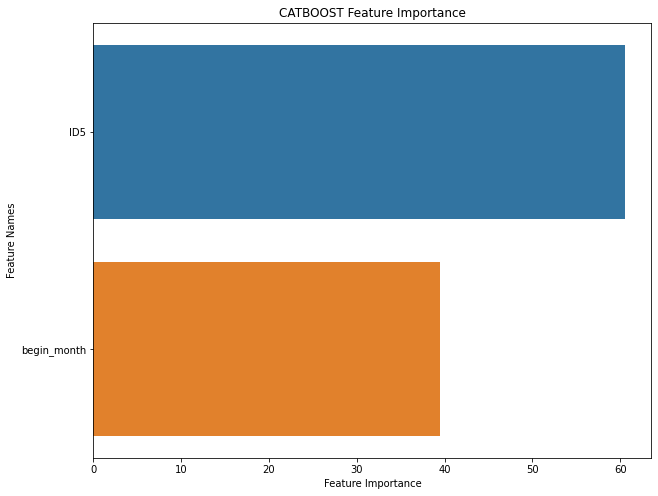 CATBOOST Feature Importance
Feature Names
ID5
begin_month
0 10 20 30 40 50 60
Feature Importance